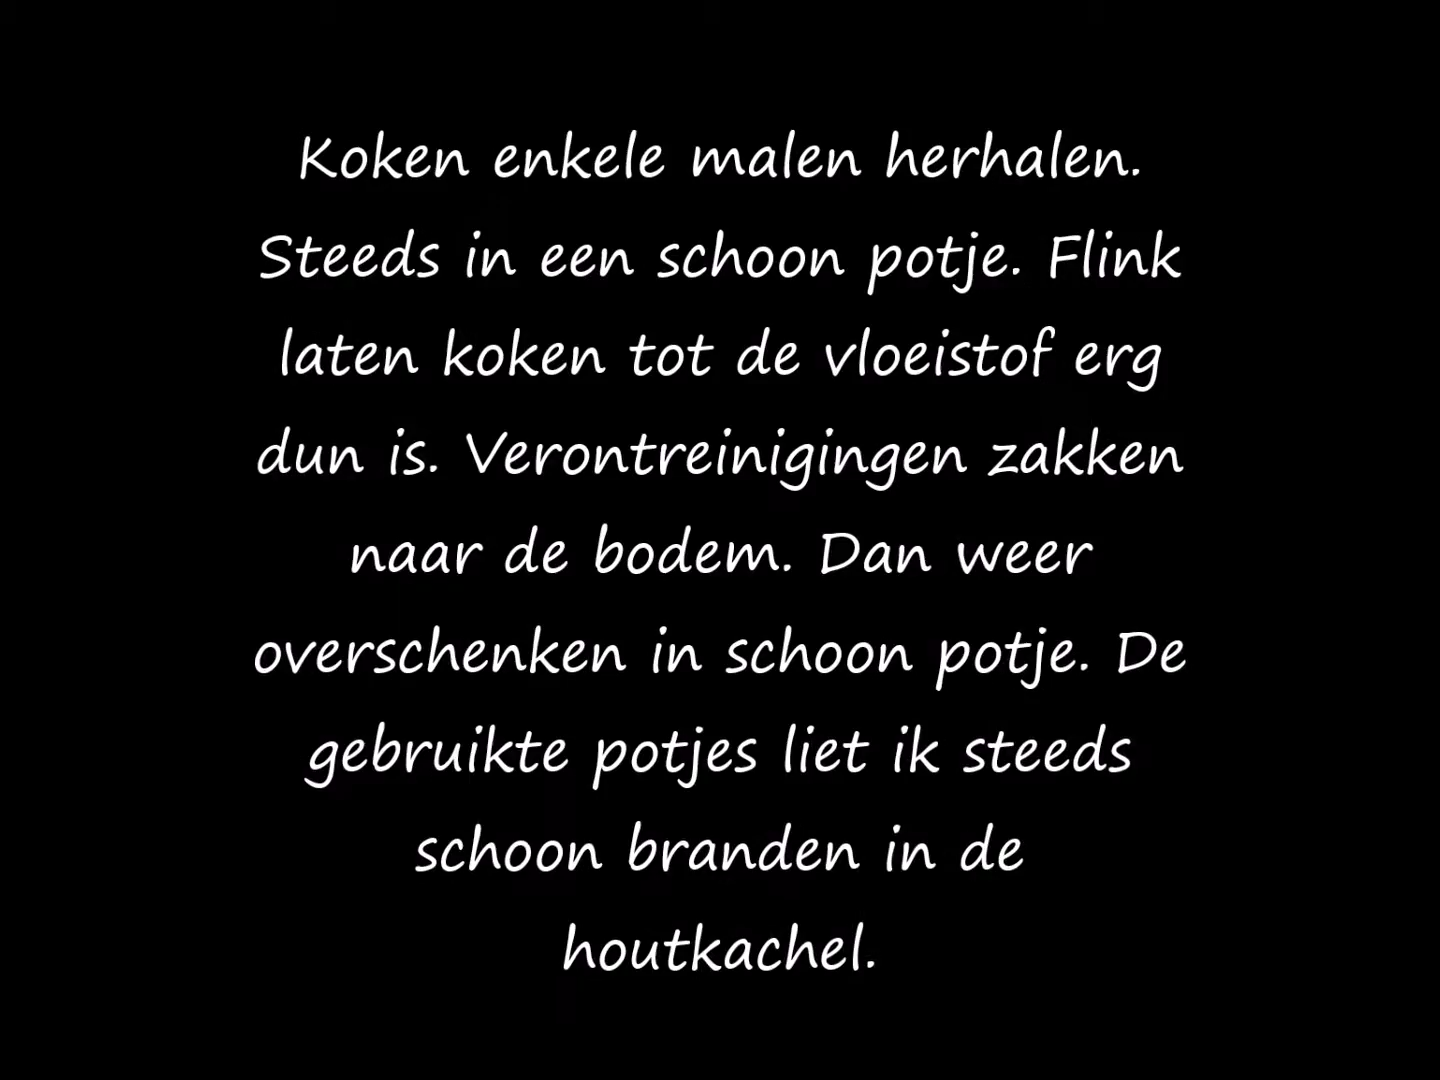 Koken enkele malen herhalen.
Steeds in een schoon potje. Flink
laten koken tot de vloeistof erg
dun is. Verontreinigingen zakken
naar de bodem. Dan weer
overschenken in schoon potje. De
gebruikte potjes liet ik steeds
schoon branden in de
houtkachel.